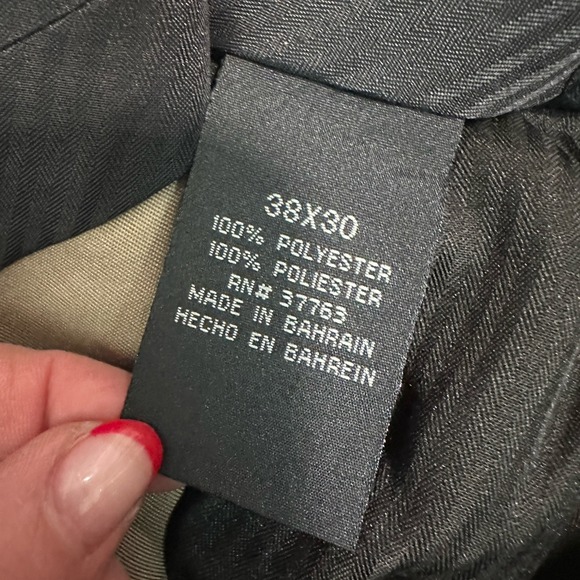 38X30
100% POLYESTER
100% POLIESTER
RN# 37763
MADE IN BAHRAIN
HECHO EN BAHREIN